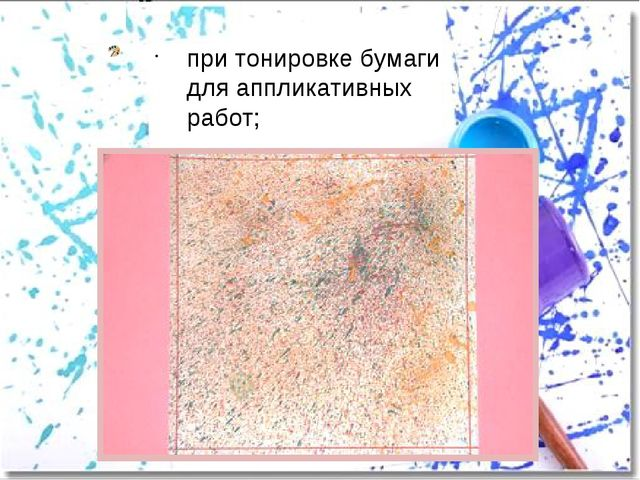 при тонировке бумаги
для аппликативных
работ;